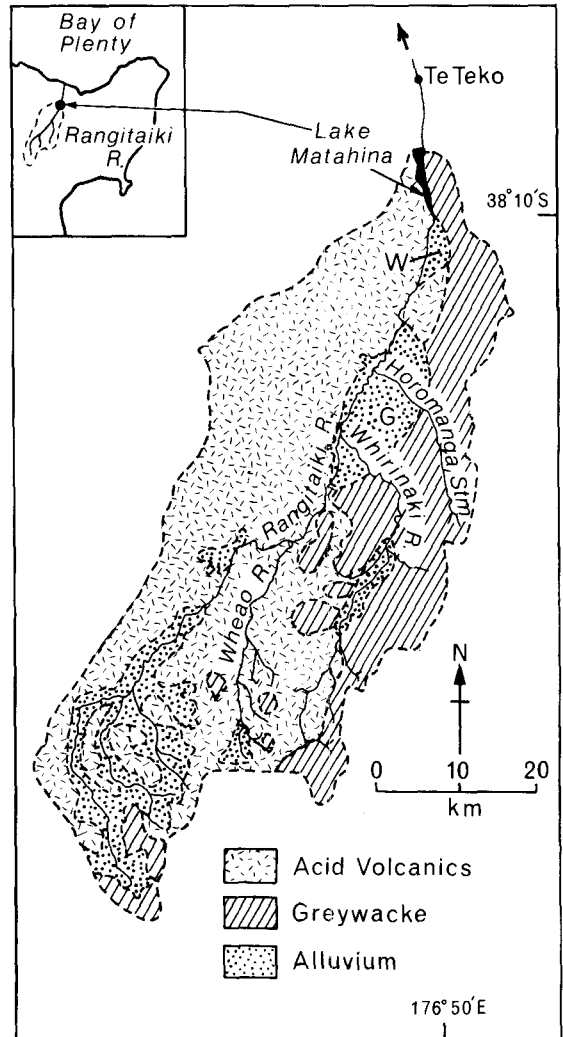 Bay of
Plenty
Rangitaiki
R.
Te Teko
Lake
Matahina
38°10'S
W
Horomanga Stm
G
Whirinaki R.
Rangitaiki R.
Wheao R.
N
0 10 20
km
Acid Volcanics
Greywacke
Alluvium
176°50'E